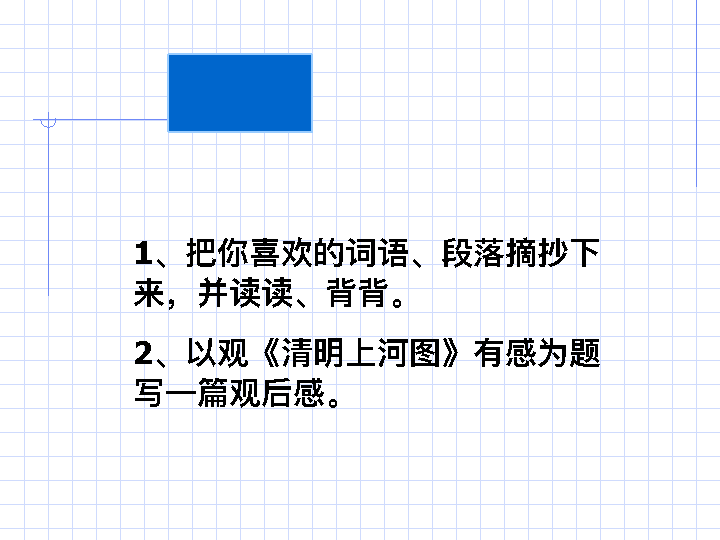 1、把你喜欢的词语、段落摘抄下
来，并读读、背背。
2、以观《清明上河图》有感为题
写一篇观后感。